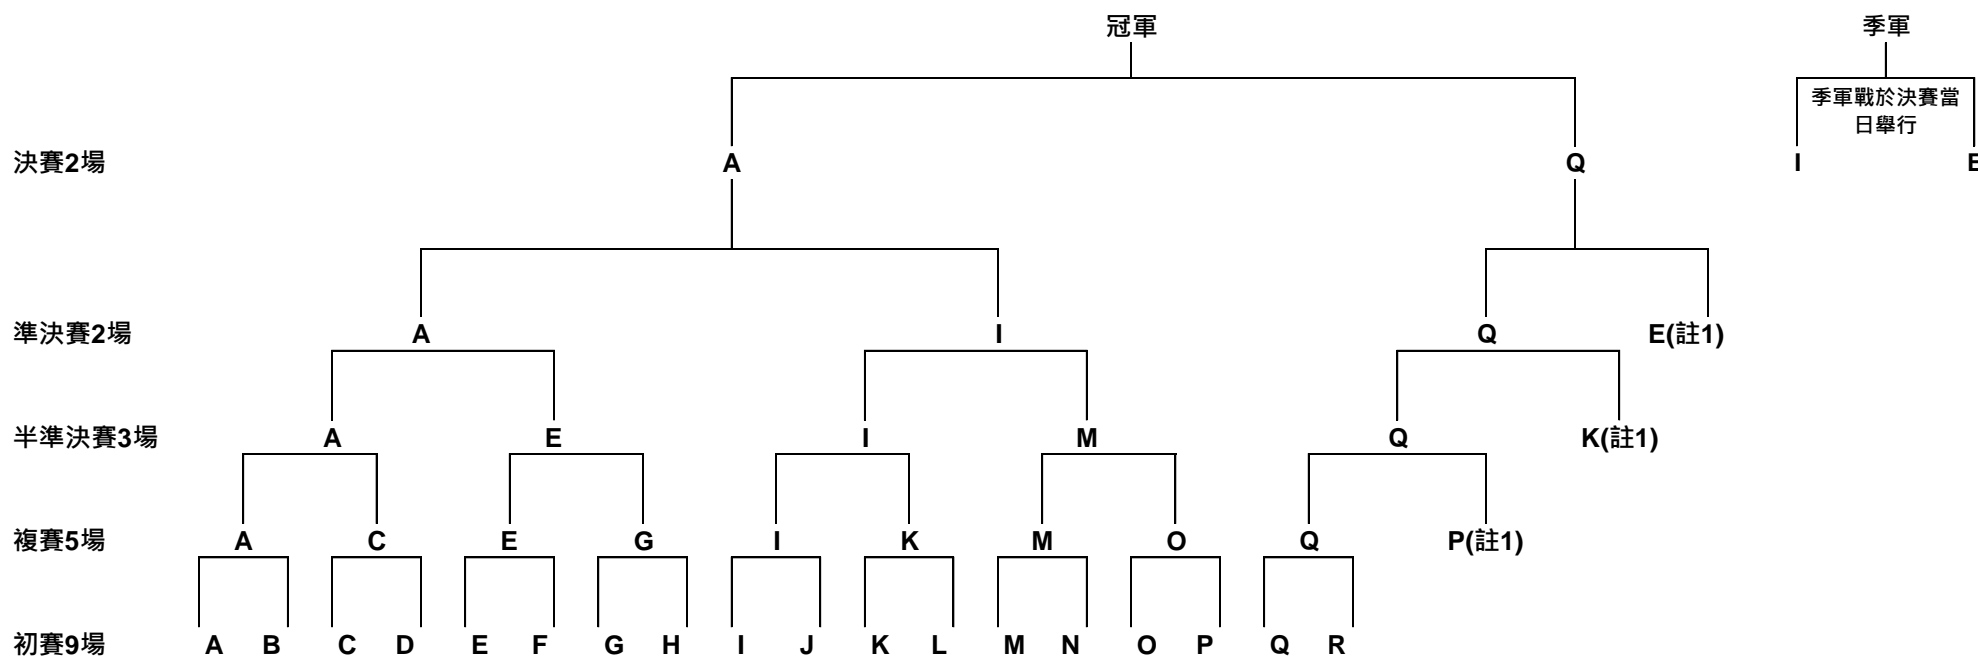 冠軍 季軍
季軍戰於決賽當
日舉行
決賽2場 A Q I E
準決賽2場 A I Q E(註1)
半準決賽3場 A E I M Q K(註1)
複賽5場 A C E G I K M O Q P(註1)
初賽9場 A B C D E F G H I J K L M N O P Q R